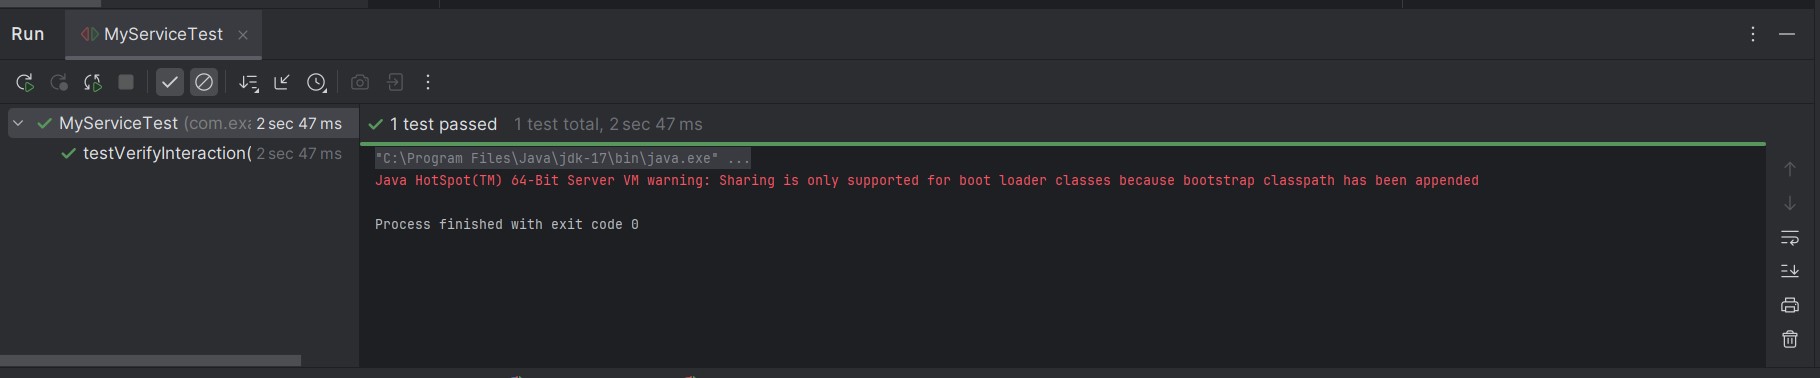 Run MyServiceTest
MyServiceTest (com.exa 2 sec 47 ms
testVerifyInteraction( 2 sec 47 ms
1 test passed 1 test total, 2 sec 47 ms
"C:\Program Files\Java\jdk-17\bin\java.exe" ...
Java HotSpot(TM) 64-Bit Server VM warning: Sharing is only supported for boot loader classes because bootstrap classpath has been appended
Process finished with exit code 0